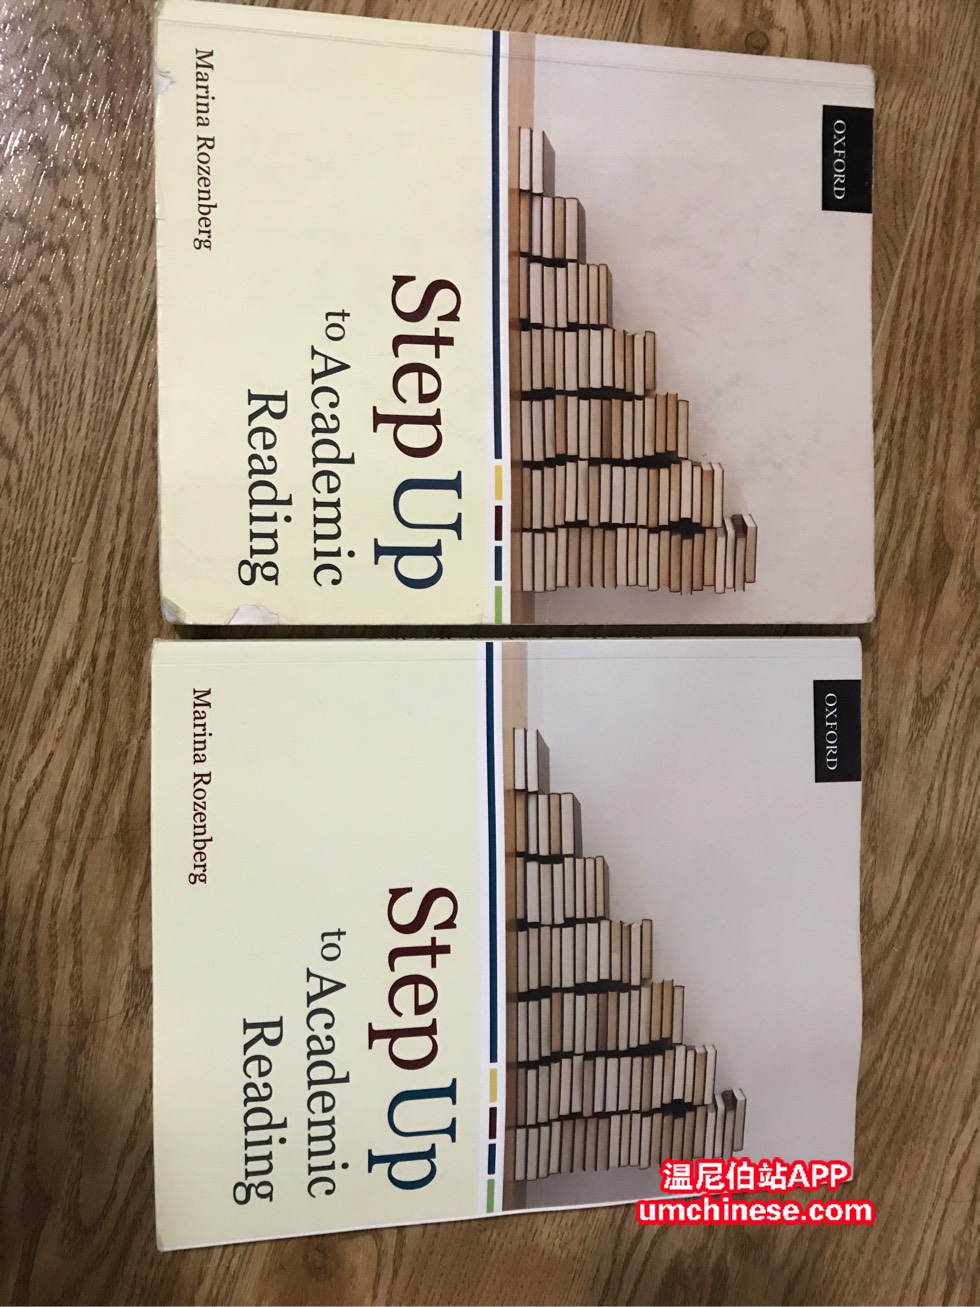 OXFORD
Step Up
to Academic
Reading
Marina Rozenberg
OXFORD
Step Up
to Academic
Reading
Marina Rozenberg
温尼伯站APP
umchinese.com